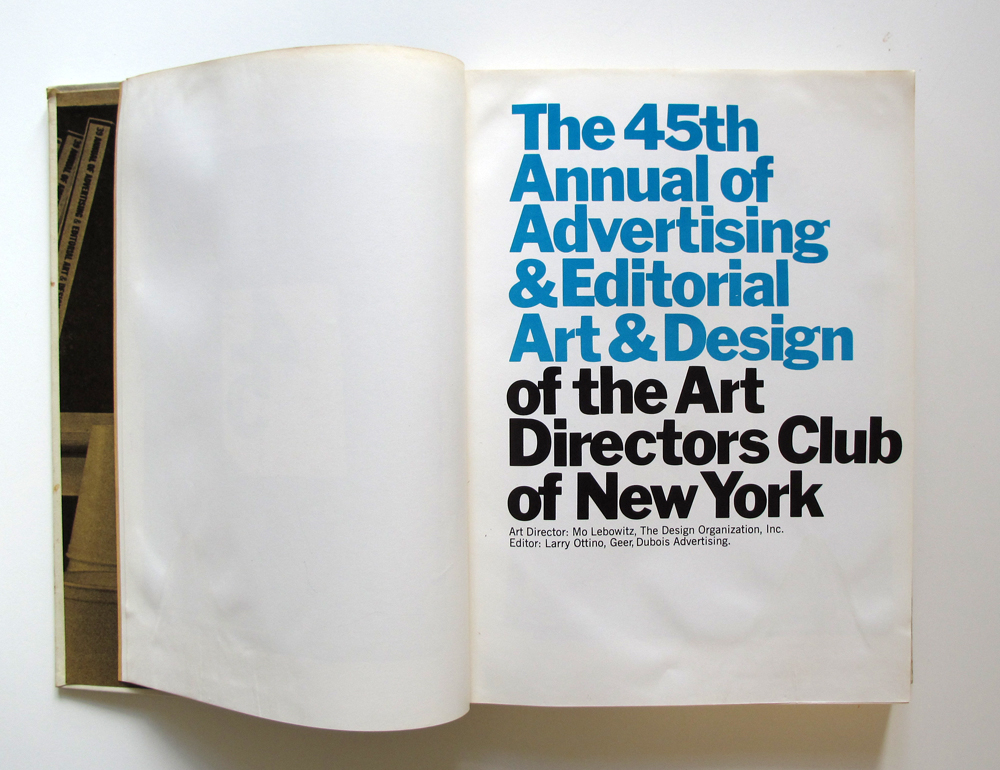 The 45th
Annual of
Advertising
& Editorial
Art & Design
of the Art
Directors Club
of New York
Art Director: Mo Lebowitz, The Design Organization, Inc.
Editor: Larry Ottino, Geer, Dubois Advertising.